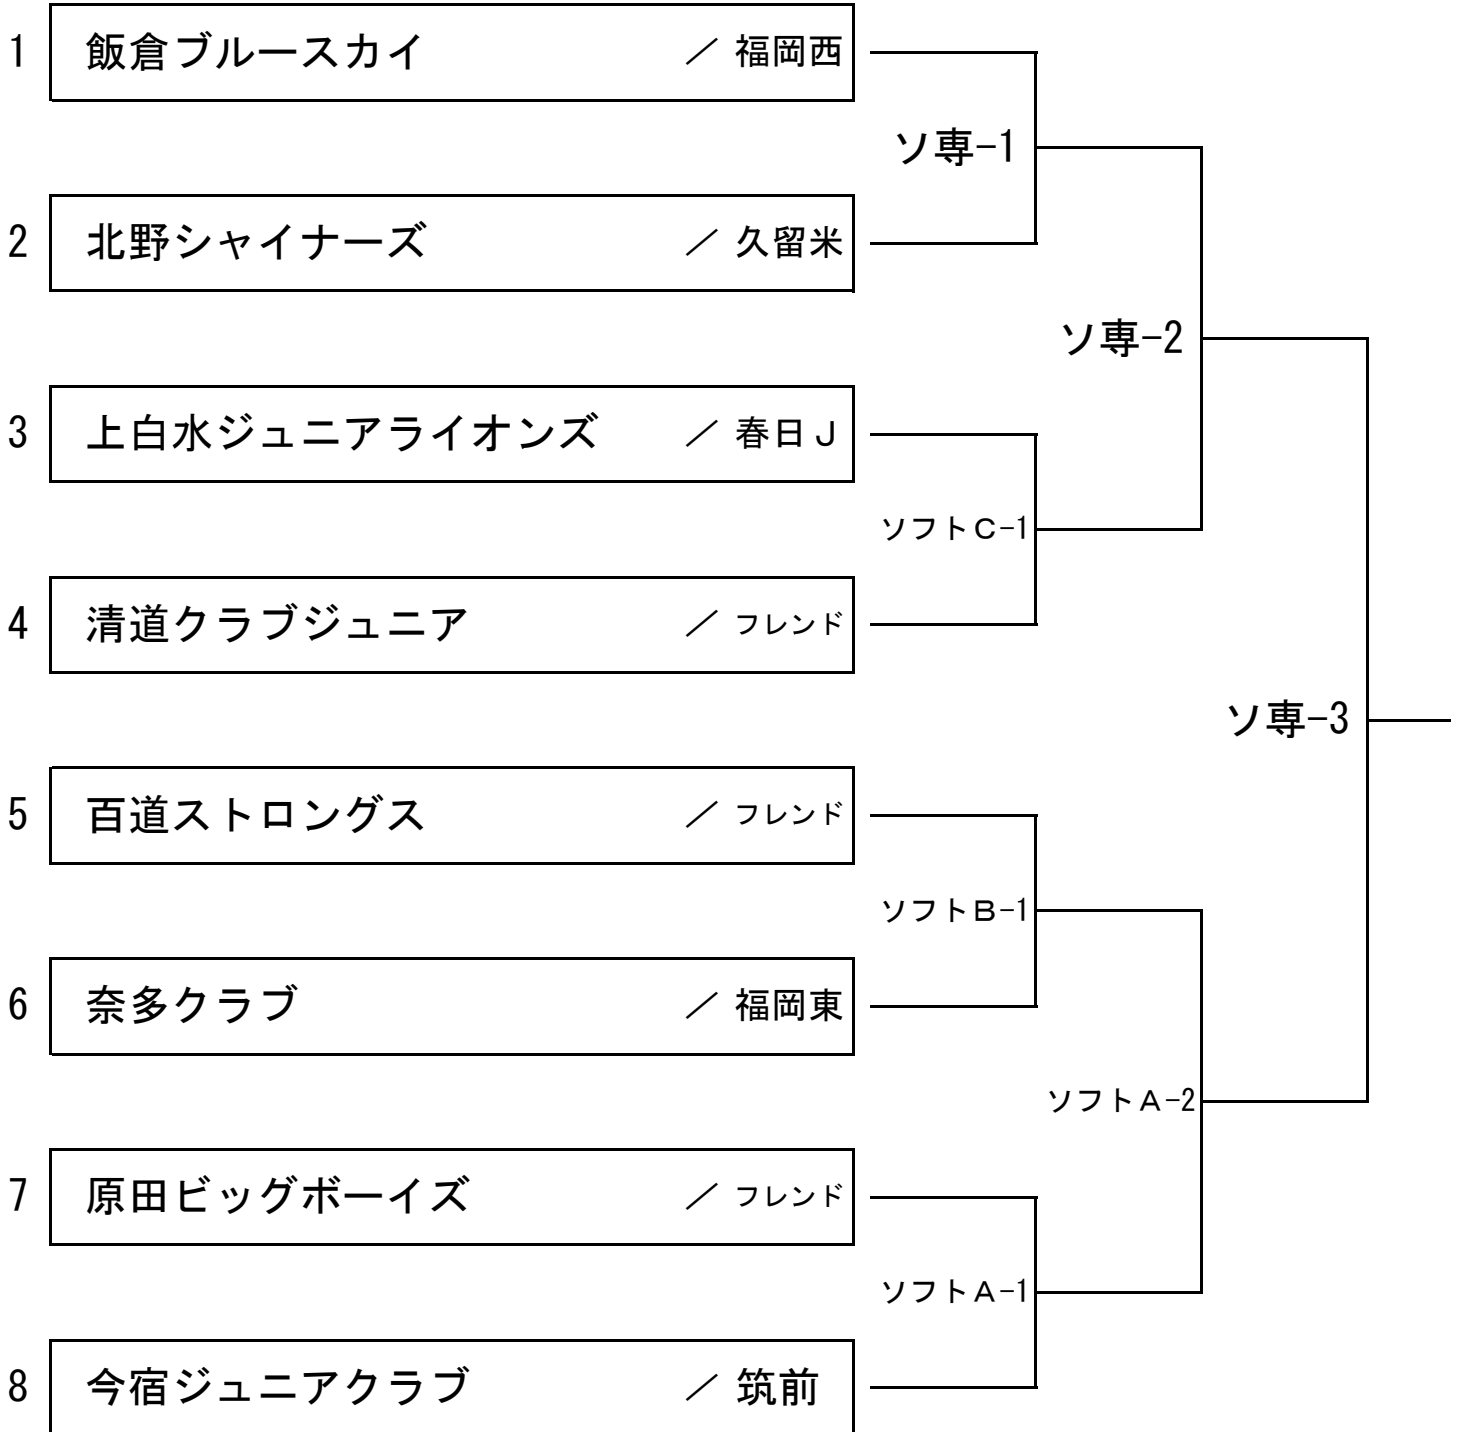 1 飯倉ブルースカイ ／ 福岡西
ソ専-1
2 北野シャイナーズ ／ 久留米
ソ専-2
3 上白水ジュニアライオンズ ／ 春日Ｊ
ソフトＣ-1
4 清道クラブジュニア ／ フレンド
ソ専-3
5 百道ストロングス ／ フレンド
ソフトＢ-1
6 奈多クラブ ／ 福岡東
ソフトＡ-2
7 原田ビッグボーイズ ／ フレンド
ソフトＡ-1
8 今宿ジュニアクラブ ／ 筑前